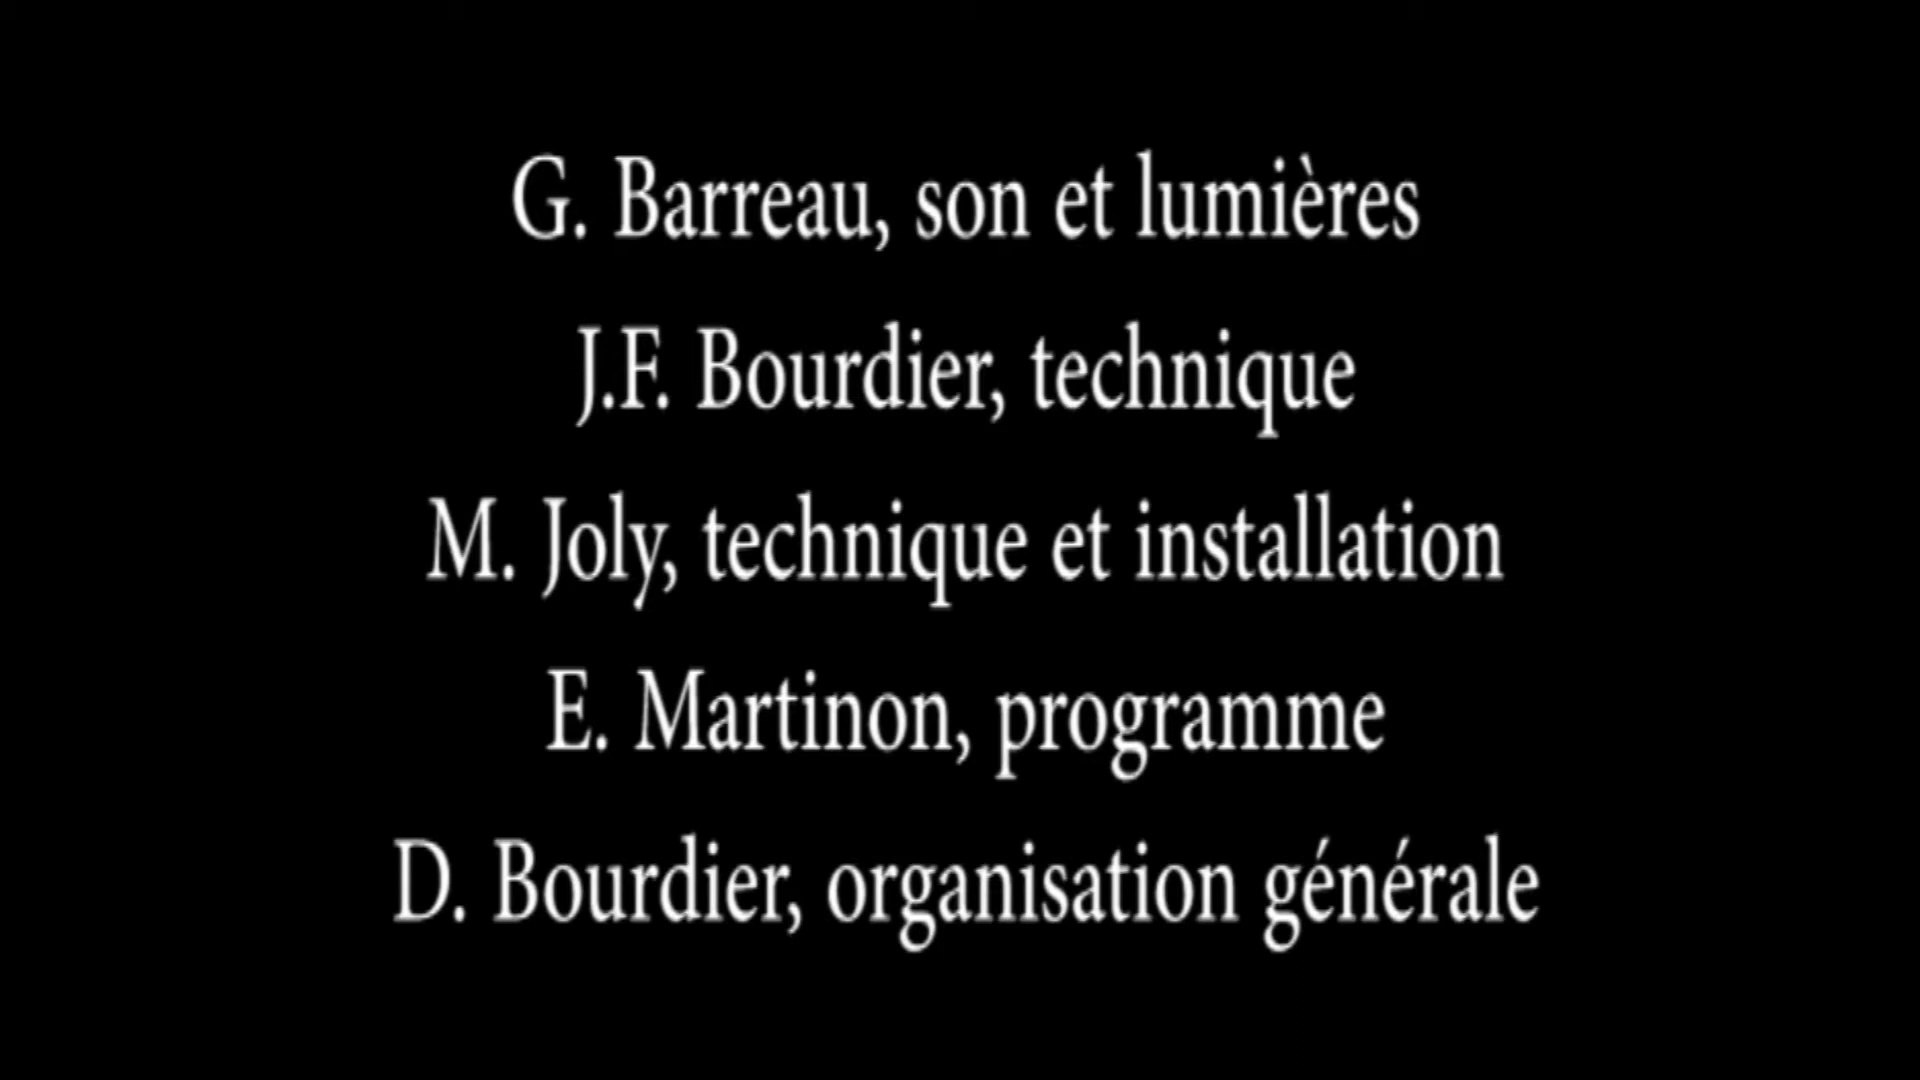 G. Barreau, son et lumières
J.F. Bourdier, technique
M. Joly, technique et installation
E. Martinon, programme
D. Bourdier, organisation générale